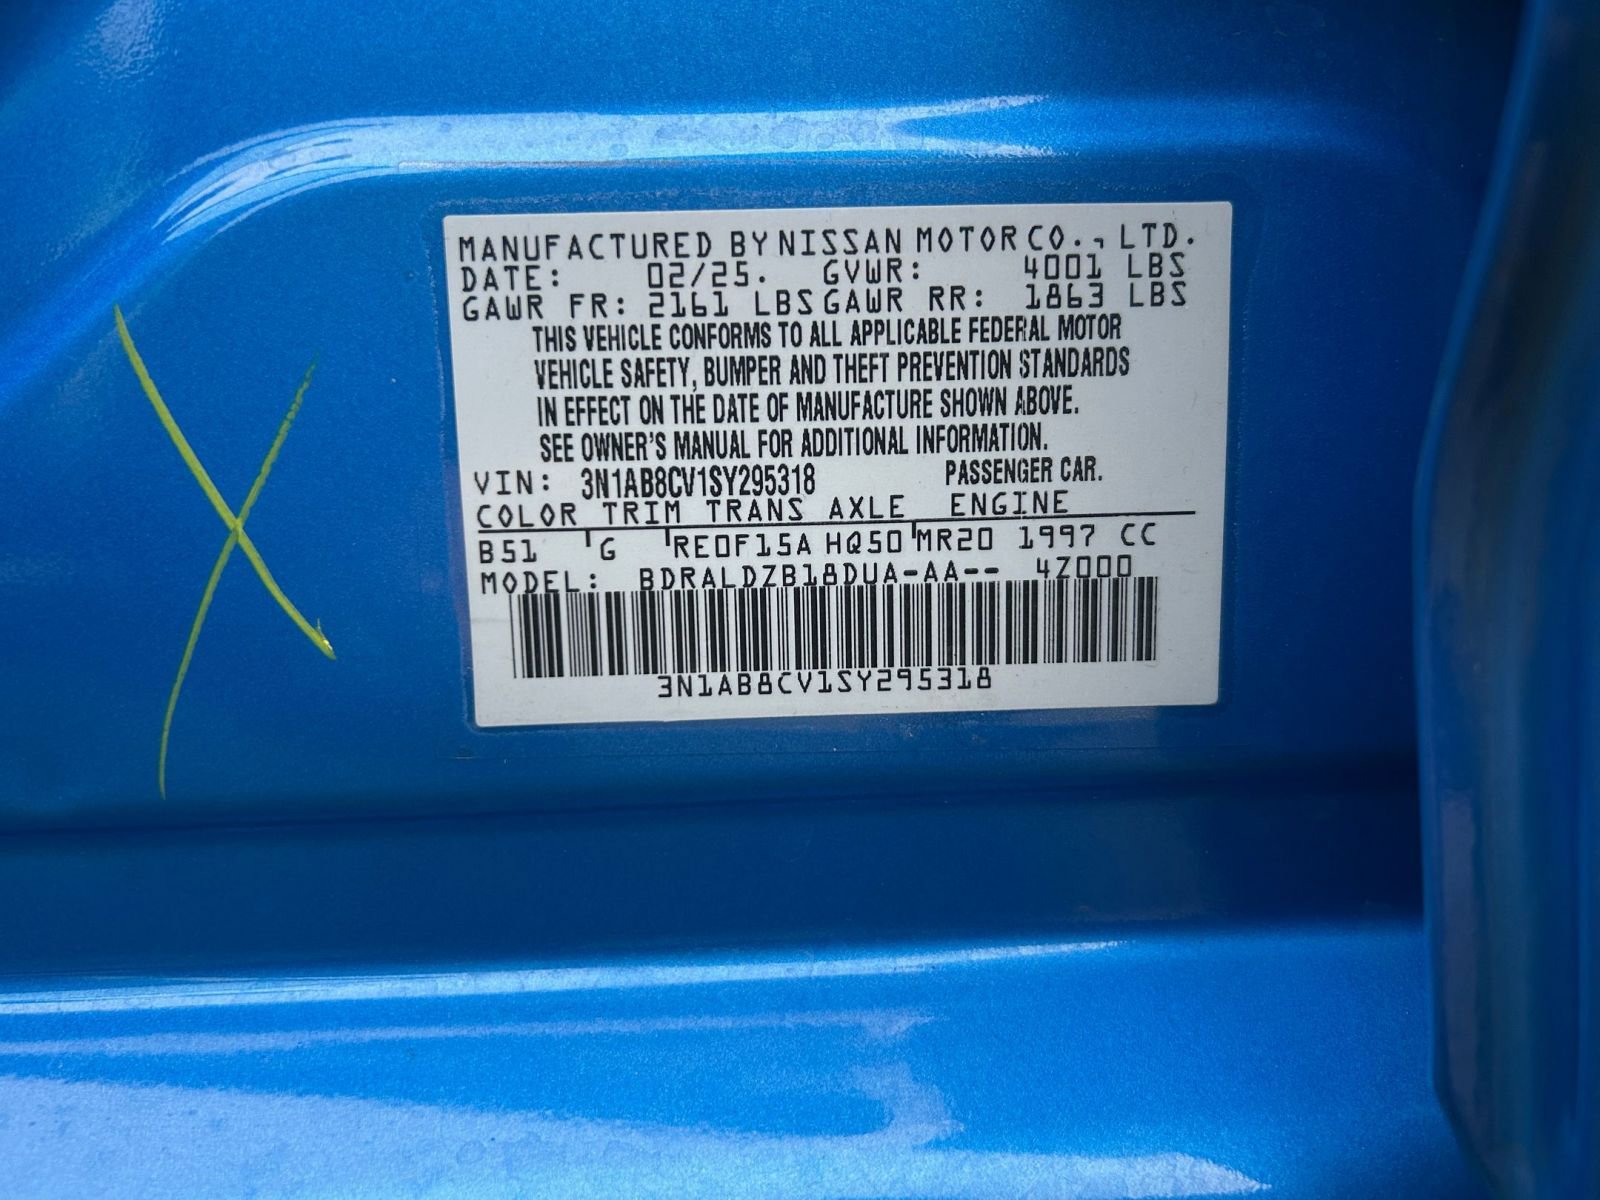 MANUFACTURED BY NISSAN MOTOR CO., LTD.
DATE: 02/25. GVWR: 4001 LBS
GAWR FR: 2161 LBS GAWR RR: 1863 LBS
THIS VEHICLE CONFORMS TO ALL APPLICABLE FEDERAL MOTOR
VEHICLE SAFETY, BUMPER AND THEFT PREVENTION STANDARDS
IN EFFECT ON THE DATE OF MANUFACTURE SHOWN ABOVE.
SEE OWNER'S MANUAL FOR ADDITIONAL INFORMATION.
VIN: 3N1AB8CV1SY295318 PASSENGER CAR.
COLOR TRIM TRANS AXLE ENGINE
B51 G RE0F15A HQ50 MR20 1997 CC
MODEL: BDRALDZB18DUA-AA-- 4Z000
3N1AB8CV1SY295318